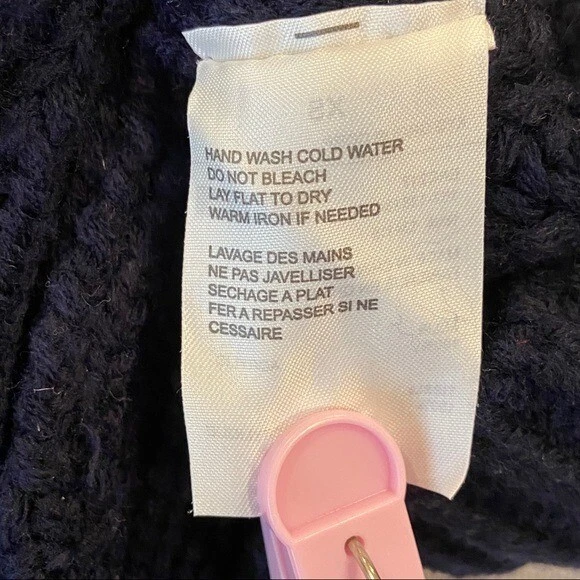 HAND WASH COLD WATER
DO NOT BLEACH
LAY FLAT TO DRY
WARM IRON IF NEEDED
LAVAGE DES MAINS
NE PAS JAVELLISER
SECHAGE A PLAT
FER A REPASSER SI NE
CESSAIRE